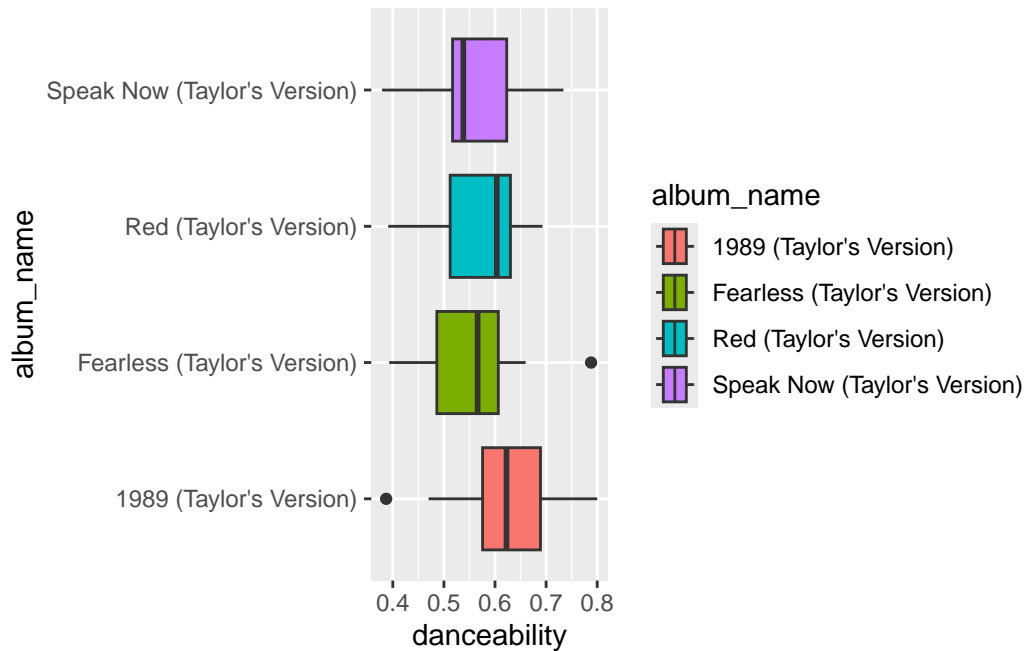 album_name
Speak Now (Taylor's Version)
Red (Taylor's Version)
Fearless (Taylor's Version)
1989 (Taylor's Version)
0.4 0.5 0.6 0.7 0.8
danceability
album_name
1989 (Taylor's Version)
Fearless (Taylor's Version)
Red (Taylor's Version)
Speak Now (Taylor's Version)